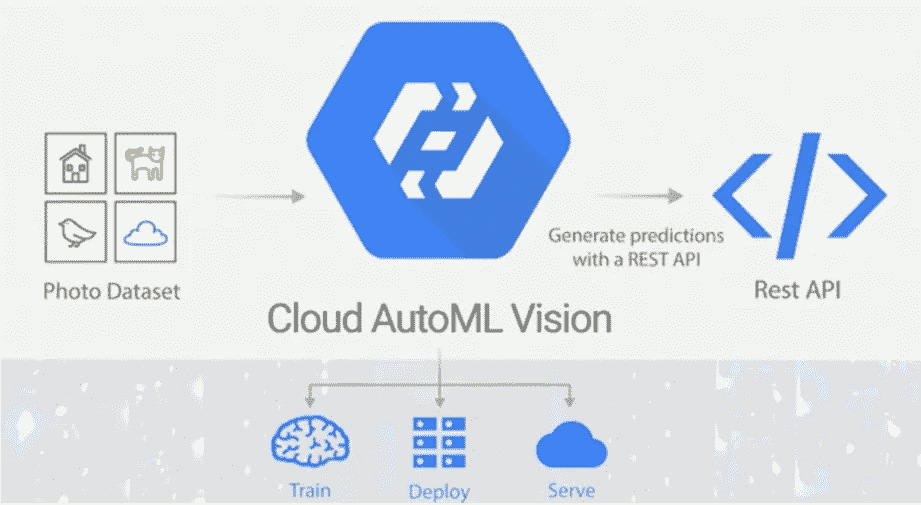 Photo Dataset
Generate predictions
with a REST API
Rest API
Cloud AutoML Vision
Train
Deploy
Serve